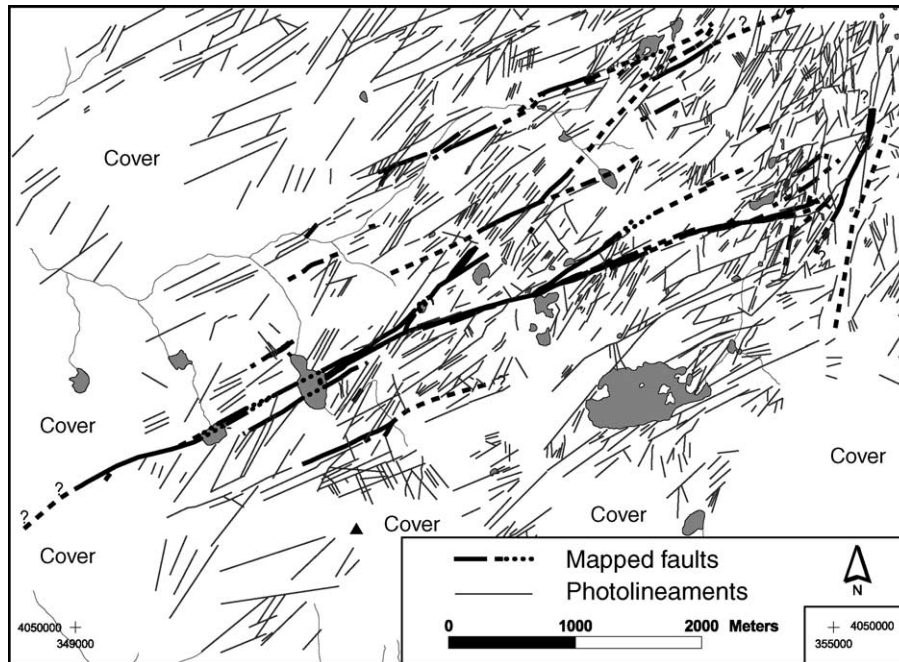 ?
?
Cover
Cover
?
?
?
?
Cover
Cover
Cover
Cover
Mapped faults
Photolineaments
N
0 1000 2000 Meters
4050000
349000
4050000
355000